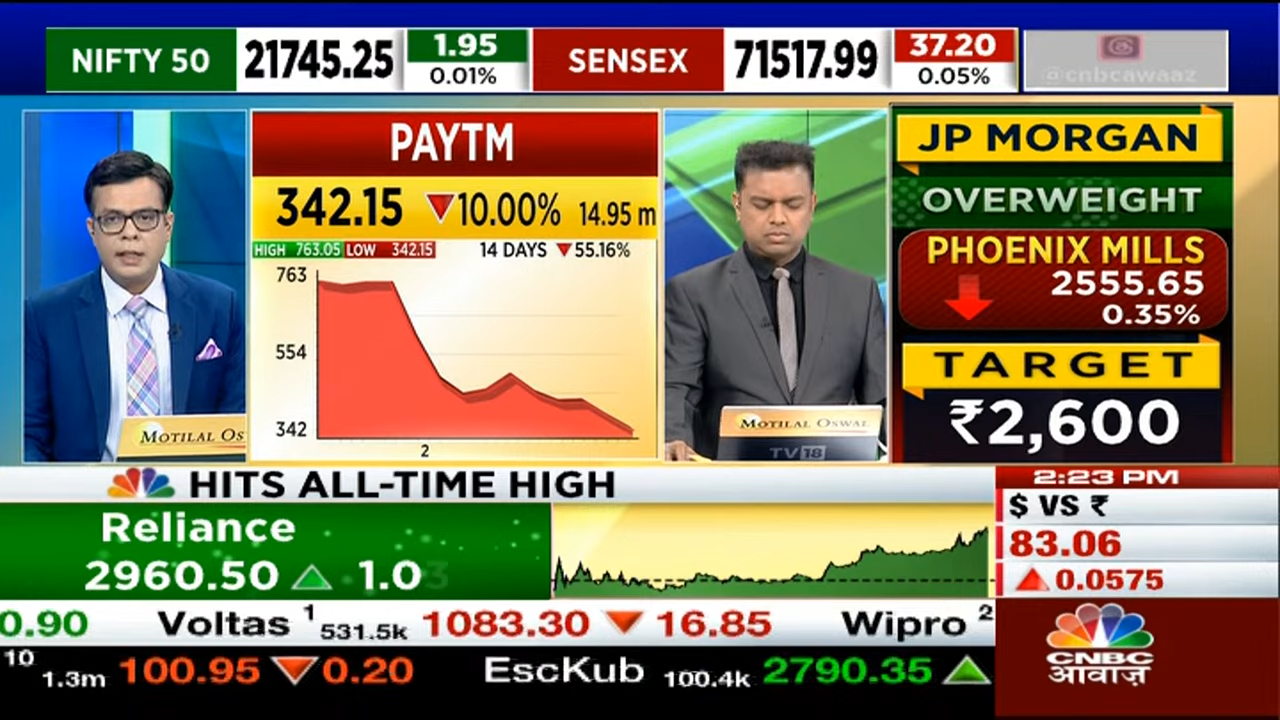 NIFTY 50 21745.25 1.95 0.01% SENSEX 71517.99 37.20 0.05%
@cnbcawaaz
PAYTM
342.15 ▼10.00% 14.95 m
HIGH 763.05 LOW 342.15 14 DAYS ▼55.16%
763
554
342
2
MOTILAL OS
MOTILAL OSWAL
TV18
JP MORGAN
OVERWEIGHT
PHOENIX MILLS
2555.65
0.35%
TARGET
₹2,600
HITS ALL-TIME HIGH
Reliance
2960.50 ▲ 1.0
2:23 PM
$ VS ₹
83.06
▲0.0575
0.90 Voltas 1 531.5k 1083.30 ▼ 16.85 Wipro 2
10 1.3m 100.95 ▼ 0.20 EscKub 100.4k 2790.35 ▲
CNBC
आवाज़